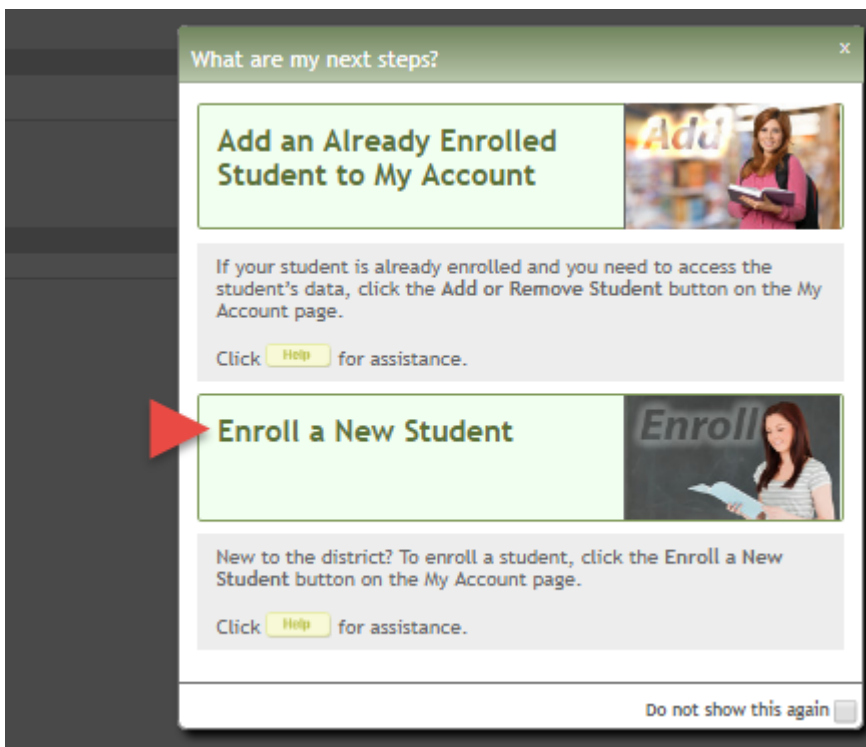 What are my next steps?
x
Add an Already Enrolled
Student to My Account
Add
If your student is already enrolled and you need to access the
student's data, click the Add or Remove Student button on the My
Account page.
Click Help for assistance.
Enroll a New Student
Enroll
New to the district? To enroll a student, click the Enroll a New
Student button on the My Account page.
Click Help for assistance.
Do not show this again